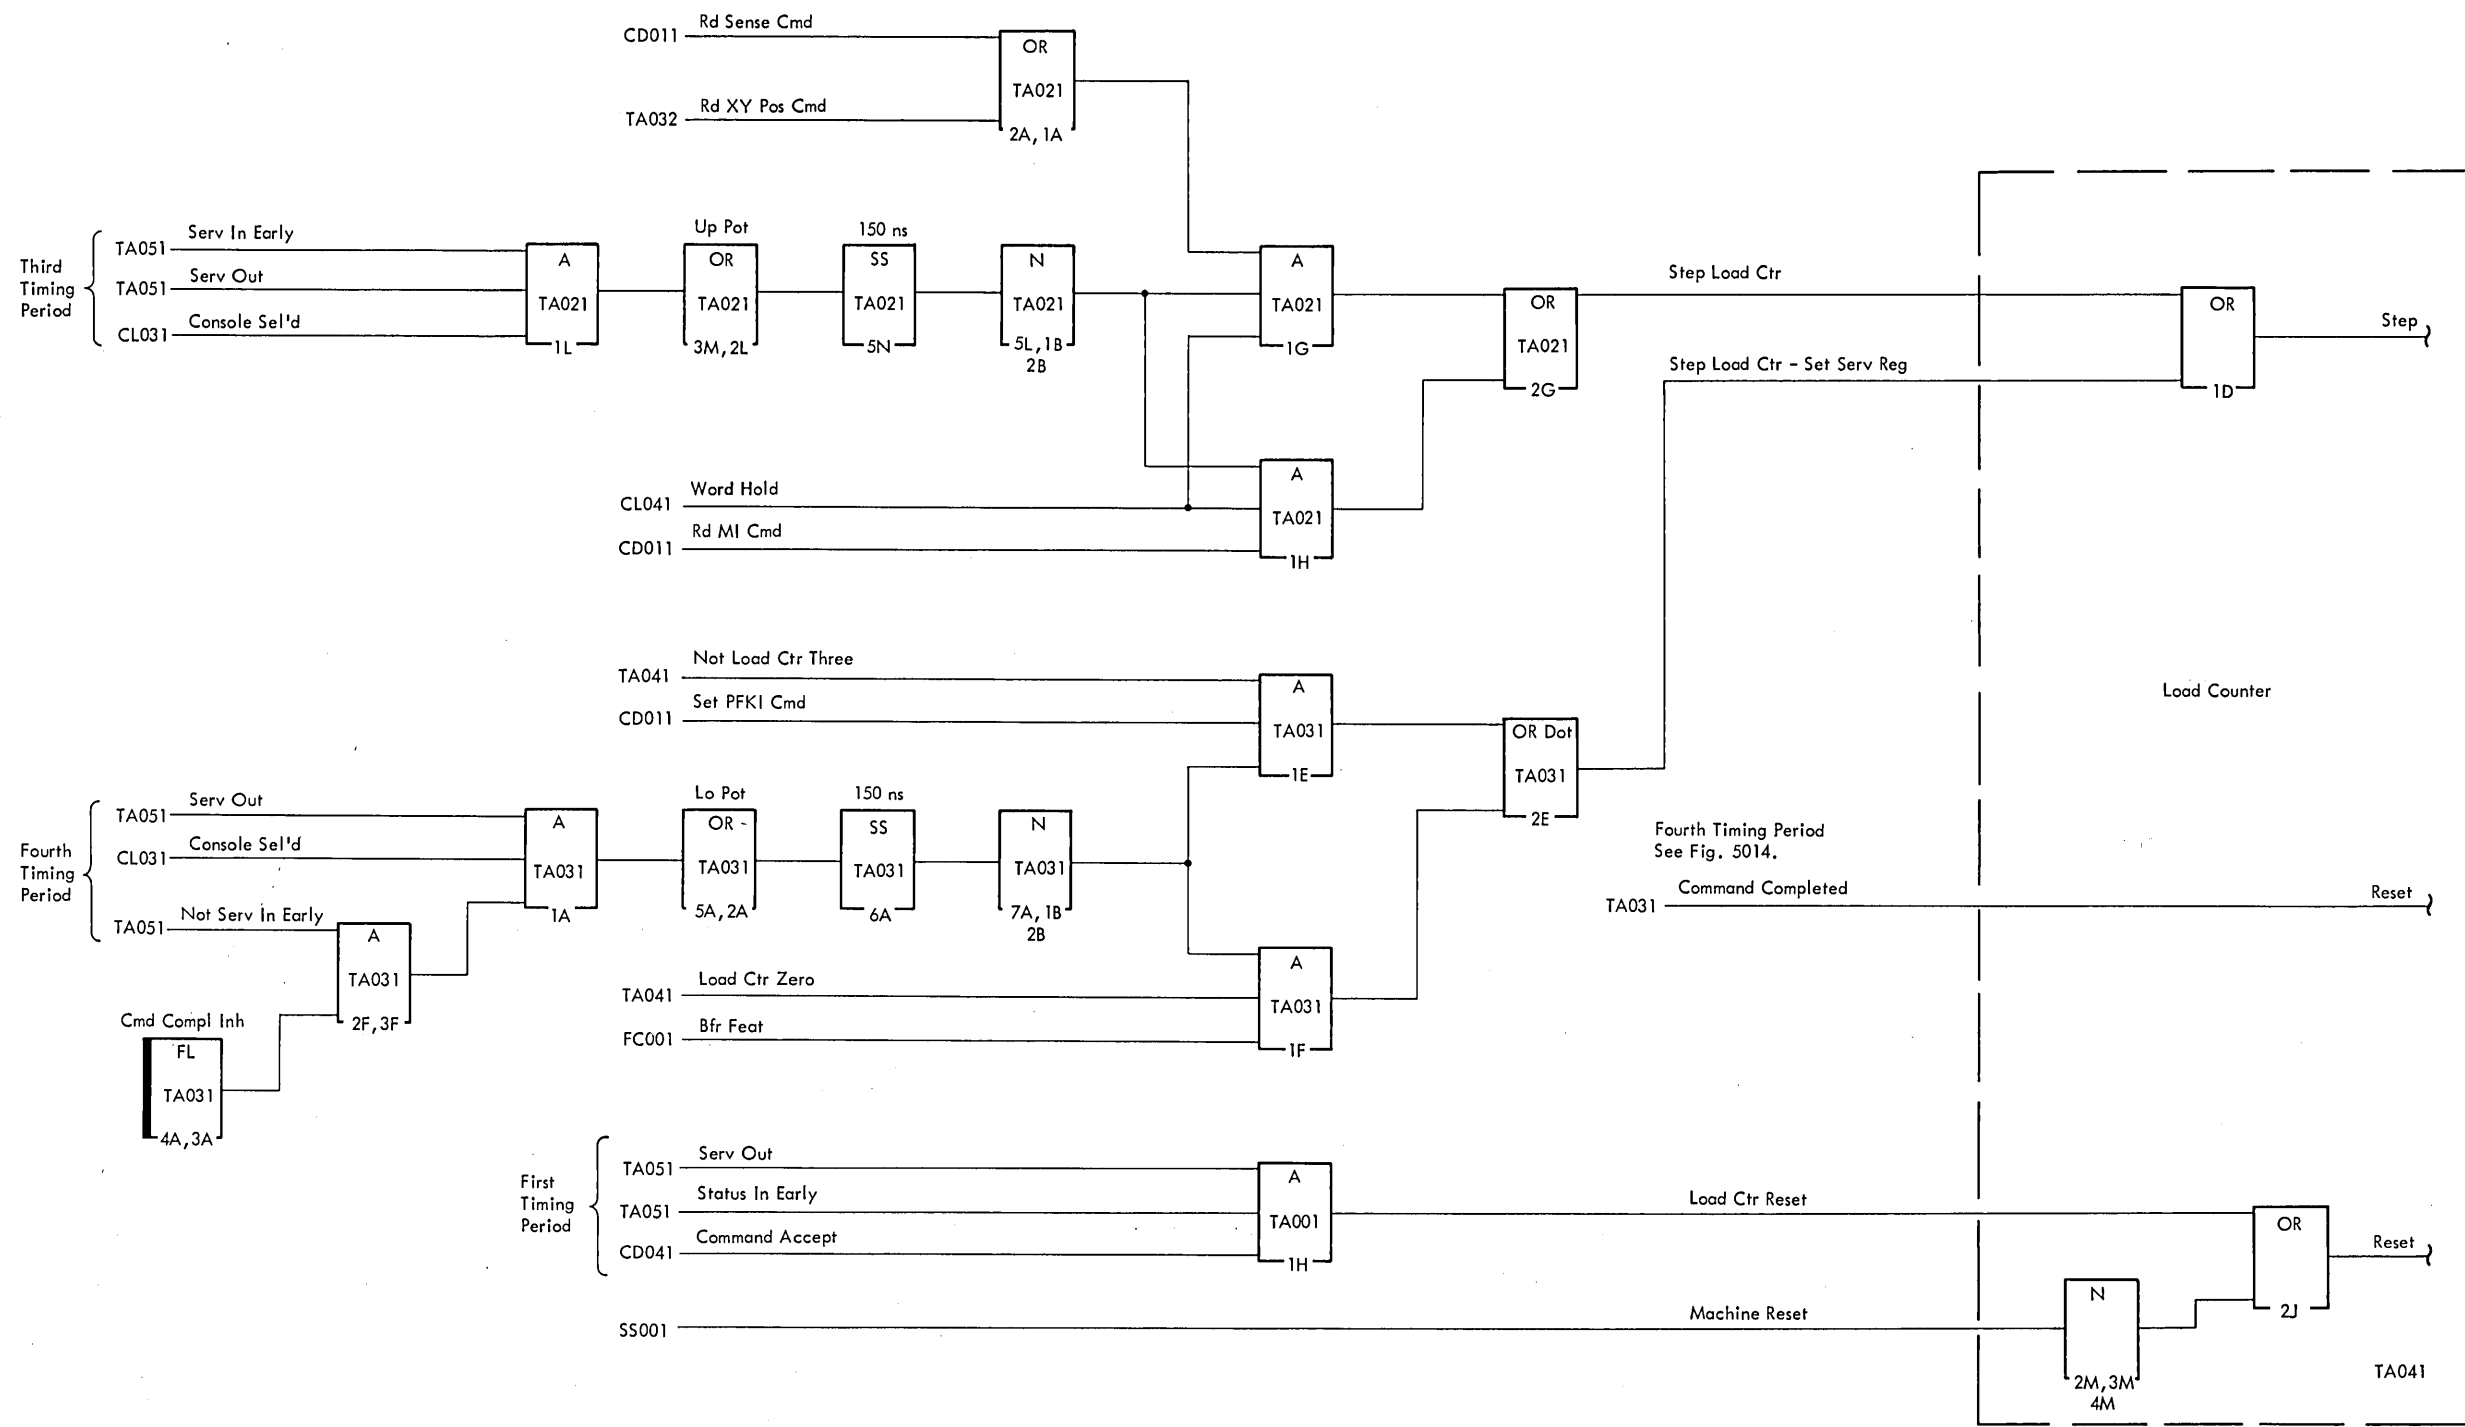 Rd Sense Cmd
CD011
OR
TA021
2A, 1A
Rd XY Pos Cmd
TA032
Third
Timing
Period
Serv In Early
TA051
Serv Out
TA051
Console Sel'd
CL031
A
TA021
1L
Up Pot
OR
TA021
3M, 2L
150 ns
SS
TA021
5N
N
TA021
5L, 1B
2B
A
TA021
1G
OR
TA021
2G
Step Load Ctr
Step Load Ctr - Set Serv Reg
OR
1D
Step
Word Hold
CL041
Rd MI Cmd
CD011
A
TA021
1H
Not Load Ctr Three
TA041
Set PFKI Cmd
CD011
A
TA031
1E
OR Dot
TA031
2E
Load Counter
Fourth
Timing
Period
Serv Out
TA051
Console Sel'd
CL031
Not Serv In Early
TA051
A
TA031
1A
Lo Pot
OR -
TA031
5A, 2A
150 ns
SS
TA031
6A
N
TA031
7A, 1B
2B
A
TA031
2F, 3F
Cmd Compl Inh
FL
TA031
4A, 3A
Load Ctr Zero
TA041
Bfr Feat
FC001
A
TA031
1F
Fourth Timing Period
See Fig. 5014.
Command Completed
TA031
Reset
First
Timing
Period
Serv Out
TA051
Status In Early
TA051
Command Accept
CD041
A
TA001
1H
Load Ctr Reset
OR
2J
Reset
Machine Reset
SS001
N
2M, 3M
4M
TA041